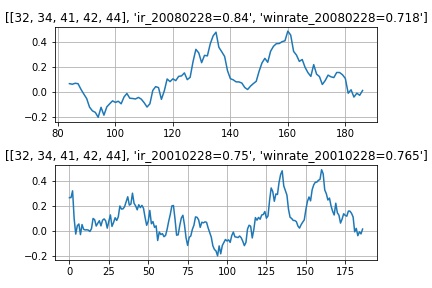 [[32, 34, 41, 42, 44], 'ir_20080228=0.84', 'winrate_20080228=0.718']
0.4
0.2
0.0
−0.2
80 100 120 140 160 180
[[32, 34, 41, 42, 44], 'ir_20010228=0.75', 'winrate_20010228=0.765']
0.4
0.2
0.0
−0.2
0 25 50 75 100 125 150 175